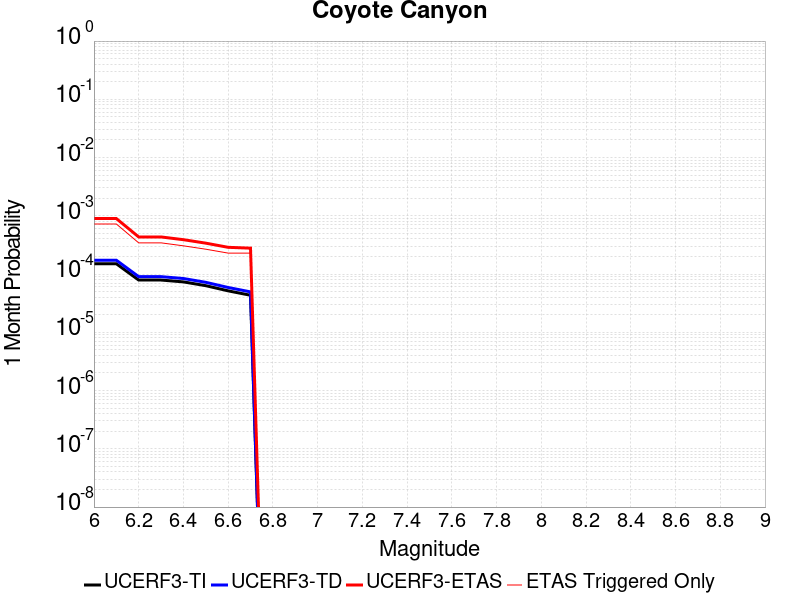 Coyote Canyon
1 Month Probability
10^0
10^-1
10^-2
10^-3
10^-4
10^-5
10^-6
10^-7
10^-8
6 6.2 6.4 6.6 6.8 7 7.2 7.4 7.6 7.8 8 8.2 8.4 8.6 8.8 9
Magnitude
UCERF3-TI UCERF3-TD UCERF3-ETAS ETAS Triggered Only